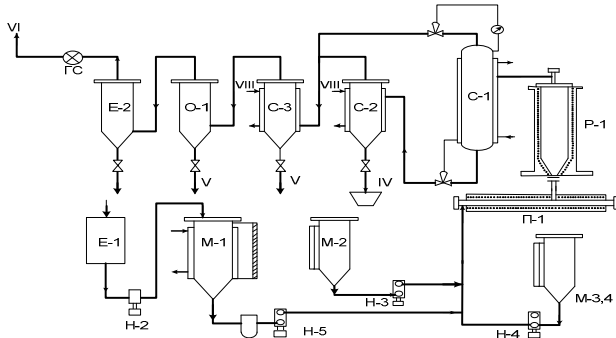 VI
ГС
Е-2
О-1
VIII
С-3
VIII
С-2
С-1
Р-1
V
V
IV
П-1
Е-1
М-1
М-2
М-3,4
Н-2
Н-3
Н-5
Н-4